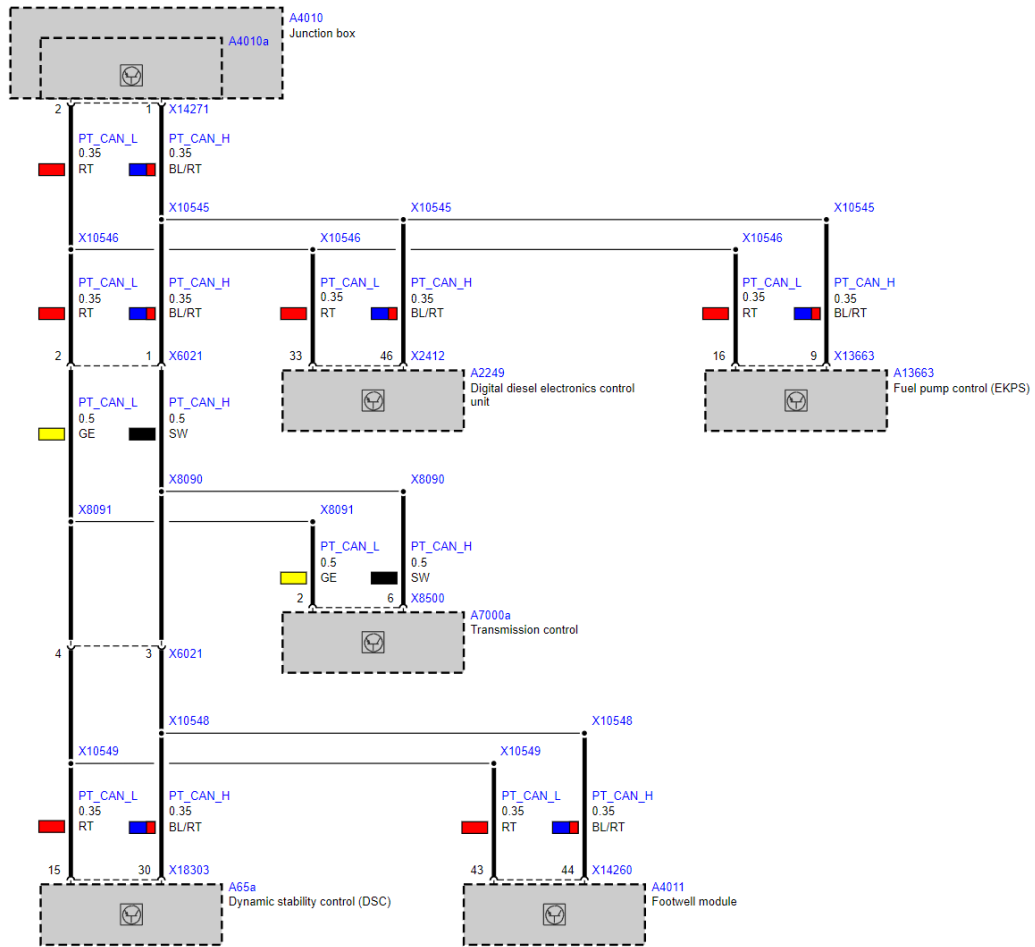 A4010
Junction box
A4010a
2
1
X14271
PT_CAN_L
0.35
RT
PT_CAN_H
0.35
BL/RT
X10545
X10545
X10545
X10546
X10546
X10546
PT_CAN_L
0.35
RT
PT_CAN_H
0.35
BL/RT
PT_CAN_L
0.35
RT
PT_CAN_H
0.35
BL/RT
PT_CAN_L
0.35
RT
PT_CAN_H
0.35
BL/RT
2
1
X6021
33
46
X2412
16
9
X13663
A2249
Digital diesel electronics control
unit
A13663
Fuel pump control (EKPS)
PT_CAN_L
0.5
GE
PT_CAN_H
0.5
SW
X8090
X8090
X8091
X8091
PT_CAN_L
0.5
GE
PT_CAN_H
0.5
SW
2
6
X8500
A7000a
Transmission control
4
3
X6021
X10548
X10548
X10549
X10549
PT_CAN_L
0.35
RT
PT_CAN_H
0.35
BL/RT
PT_CAN_L
0.35
RT
PT_CAN_H
0.35
BL/RT
15
30
X18303
43
44
X14260
A65a
Dynamic stability control (DSC)
A4011
Footwell module